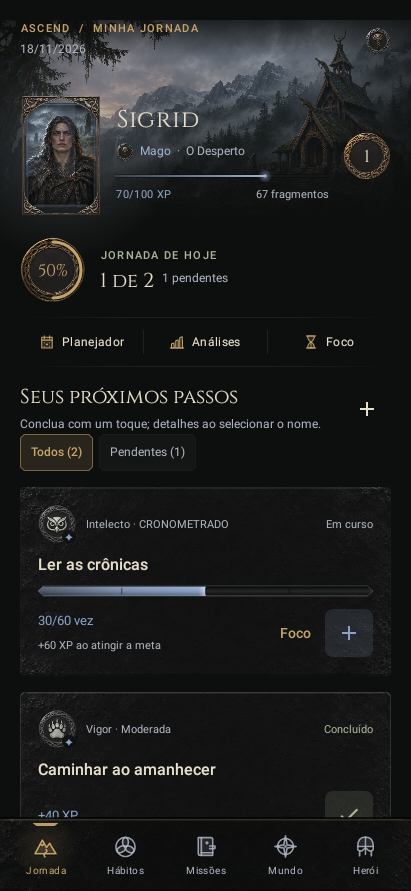 ASCEND / MINHA JORNADA
18/11/2026
Sigrid
Mago · O Desperto
1
70/100 XP 67 fragmentos
50%
JORNADA DE HOJE
1 de 2 1 pendentes
Planejador Análises Foco
Seus próximos passos
Conclua com um toque; detalhes ao selecionar o nome.
Todos (2) Pendentes (1)
Intelecto · CRONOMETRADO Em curso
Ler as crônicas
30/60 vez
Foco
+60 XP ao atingir a meta
Vigor · Moderada Concluído
Caminhar ao amanhecer
+40 XP
Jornada Hábitos Missões Mundo Herói